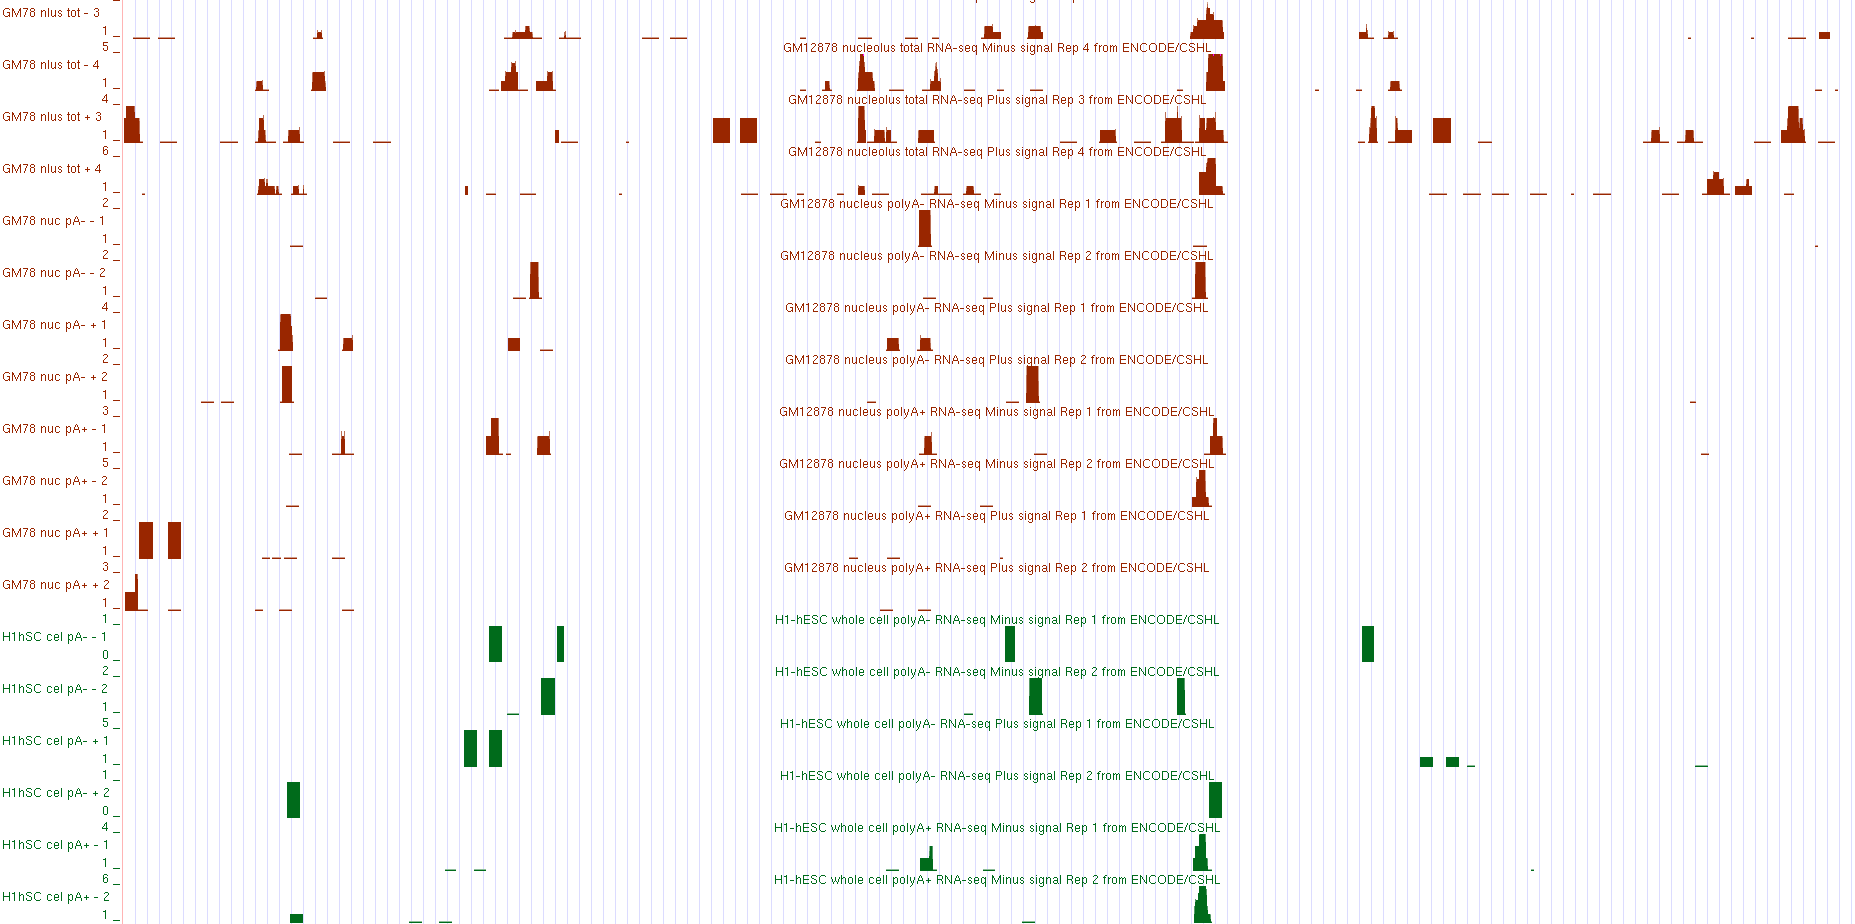 GM78 nlus tot - 3
1
5
GM12878 nucleolus total RNA-seq Minus signal Rep 4 from ENCODE/CSHL
GM78 nlus tot - 4
1
4
GM12878 nucleolus total RNA-seq Plus signal Rep 3 from ENCODE/CSHL
GM78 nlus tot + 3
1
6
GM12878 nucleolus total RNA-seq Plus signal Rep 4 from ENCODE/CSHL
GM78 nlus tot + 4
1
2
GM12878 nucleus polyA- RNA-seq Minus signal Rep 1 from ENCODE/CSHL
GM78 nuc pA- - 1
1
2
GM12878 nucleus polyA- RNA-seq Minus signal Rep 2 from ENCODE/CSHL
GM78 nuc pA- - 2
1
4
GM12878 nucleus polyA- RNA-seq Plus signal Rep 1 from ENCODE/CSHL
GM78 nuc pA- + 1
1
2
GM12878 nucleus polyA- RNA-seq Plus signal Rep 2 from ENCODE/CSHL
GM78 nuc pA- + 2
1
3
GM12878 nucleus polyA+ RNA-seq Minus signal Rep 1 from ENCODE/CSHL
GM78 nuc pA+ - 1
1
5
GM12878 nucleus polyA+ RNA-seq Minus signal Rep 2 from ENCODE/CSHL
GM78 nuc pA+ - 2
1
2
GM12878 nucleus polyA+ RNA-seq Plus signal Rep 1 from ENCODE/CSHL
GM78 nuc pA+ + 1
1
3
GM12878 nucleus polyA+ RNA-seq Plus signal Rep 2 from ENCODE/CSHL
GM78 nuc pA+ + 2
1
1
H1-hESC whole cell polyA- RNA-seq Minus signal Rep 1 from ENCODE/CSHL
H1hSC cel pA- - 1
0
2
H1-hESC whole cell polyA- RNA-seq Minus signal Rep 2 from ENCODE/CSHL
H1hSC cel pA- - 2
1
5
H1-hESC whole cell polyA- RNA-seq Plus signal Rep 1 from ENCODE/CSHL
H1hSC cel pA- + 1
1
1
H1-hESC whole cell polyA- RNA-seq Plus signal Rep 2 from ENCODE/CSHL
H1hSC cel pA- + 2
0
4
H1-hESC whole cell polyA+ RNA-seq Minus signal Rep 1 from ENCODE/CSHL
H1hSC cel pA+ - 1
1
6
H1-hESC whole cell polyA+ RNA-seq Minus signal Rep 2 from ENCODE/CSHL
H1hSC cel pA+ - 2
1